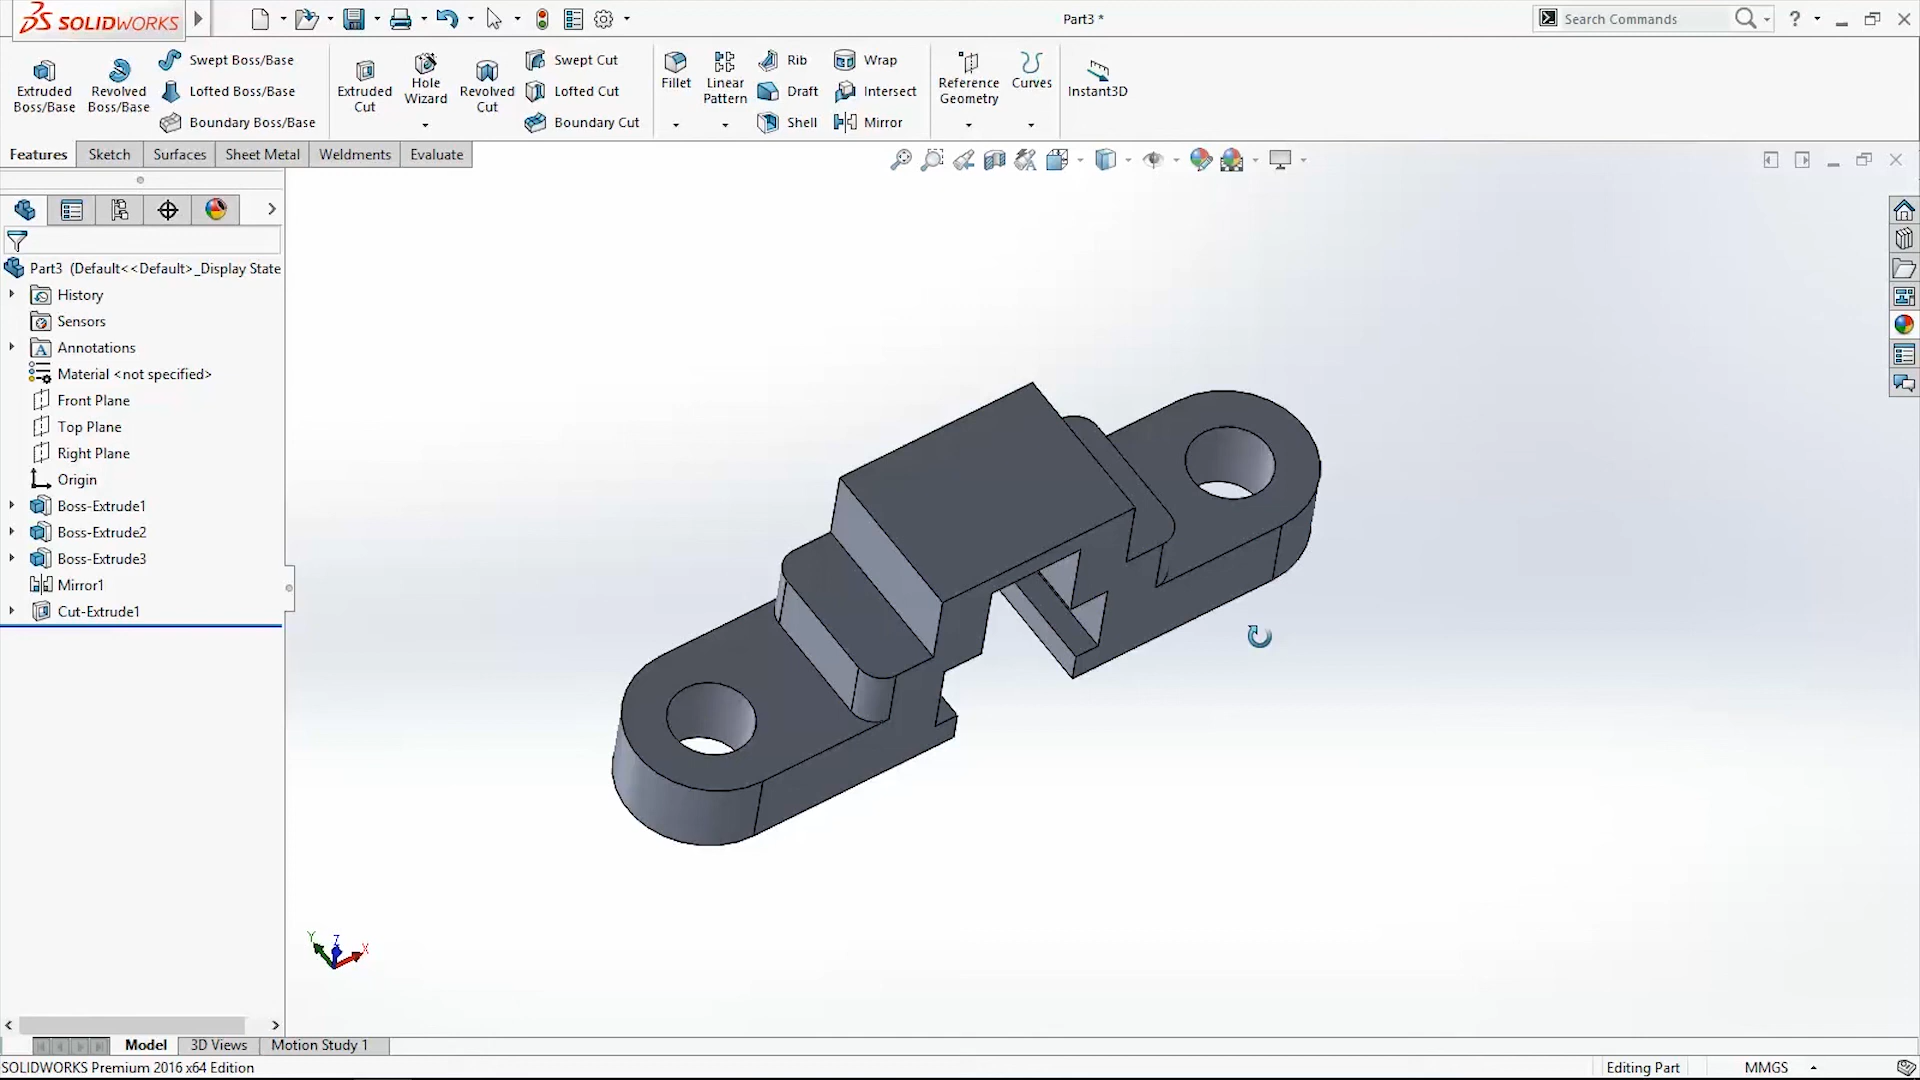 SOLIDWORKS
Part3 *
Search Commands
?
Extruded
Boss/Base
Revolved
Boss/Base
Swept Boss/Base
Lofted Boss/Base
Boundary Boss/Base
Extruded
Cut
Hole
Wizard
Revolved
Cut
Swept Cut
Lofted Cut
Boundary Cut
Fillet
Linear
Pattern
Rib
Draft
Shell
Wrap
Intersect
Mirror
Reference
Geometry
Curves
Instant3D
Features
Sketch
Surfaces
Sheet Metal
Weldments
Evaluate
Part3 (Default<<Default>_Display State
History
Sensors
Annotations
Material <not specified>
Front Plane
Top Plane
Right Plane
Origin
Boss-Extrude1
Boss-Extrude2
Boss-Extrude3
Mirror1
Cut-Extrude1
Y
Z
X
Model
3D Views
Motion Study 1
SOLIDWORKS Premium 2016 x64 Edition
Editing Part
MMGS